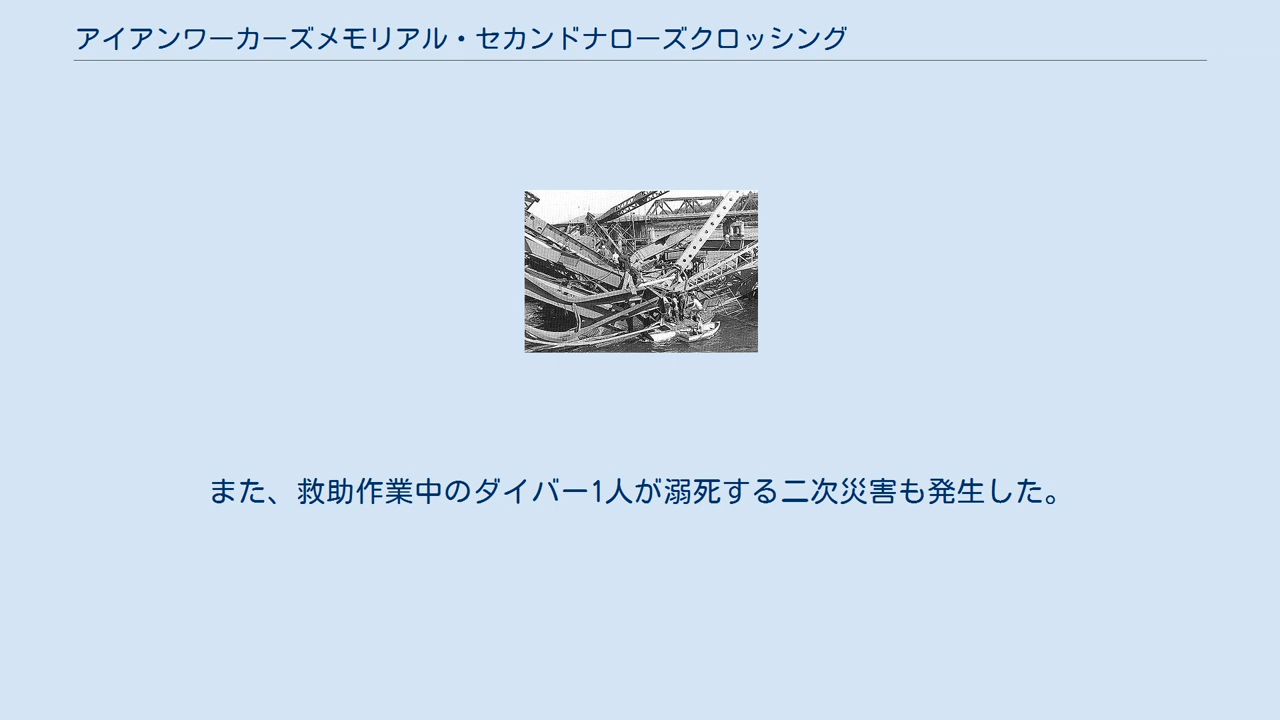 アイアンワーカーズメモリアル・セカンドナローズクロッシング
また、救助作業中のダイバー1人が溺死する二次災害も発生した。